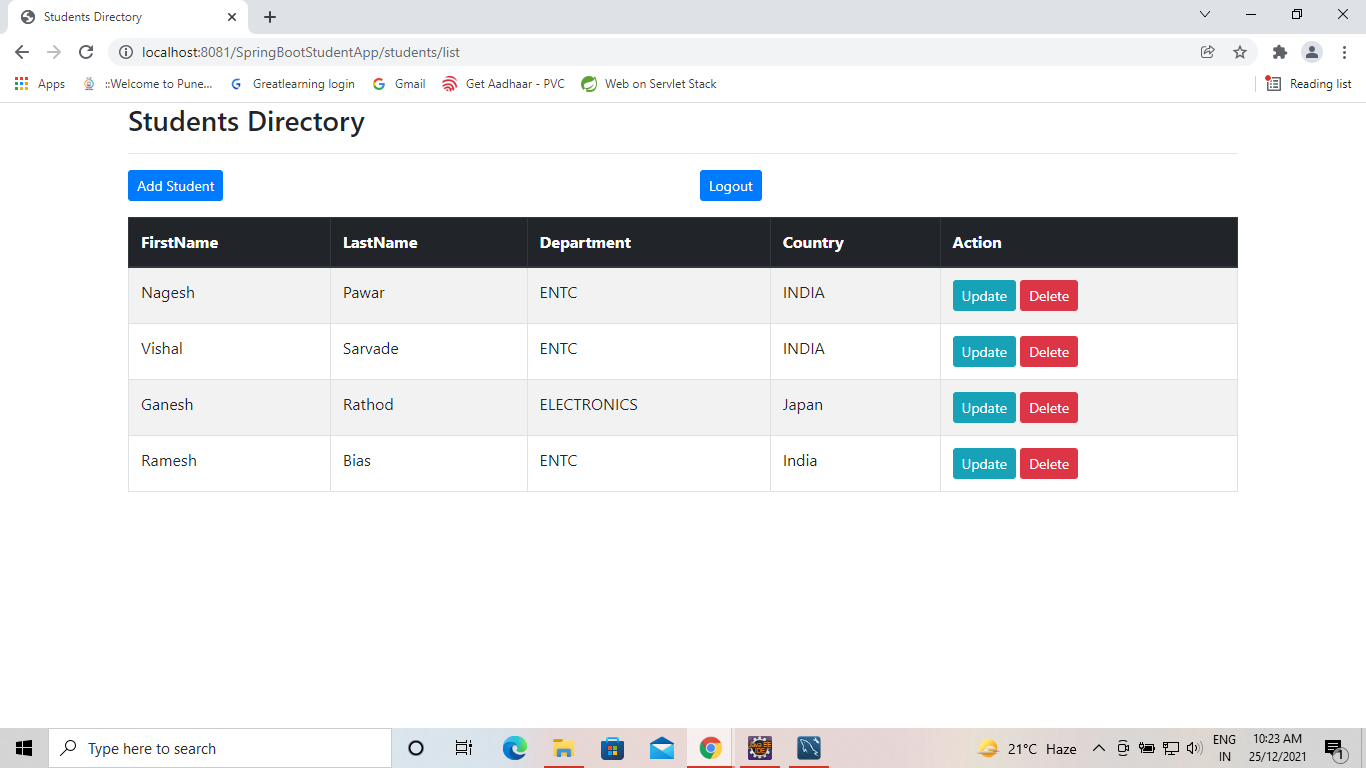 Students Directory
localhost:8081/SpringBootStudentApp/students/list
Apps ::Welcome to Pune... Greatlearning login Gmail Get Aadhaar - PVC Web on Servlet Stack Reading list
Students Directory
Add Student Logout
FirstName LastName Department Country Action
Nagesh Pawar ENTC INDIA Update Delete
Vishal Sarvade ENTC INDIA Update Delete
Ganesh Rathod ELECTRONICS Japan Update Delete
Ramesh Bias ENTC India Update Delete
Type here to search
21°C Haze
ENG
IN
10:23 AM
25/12/2021
1